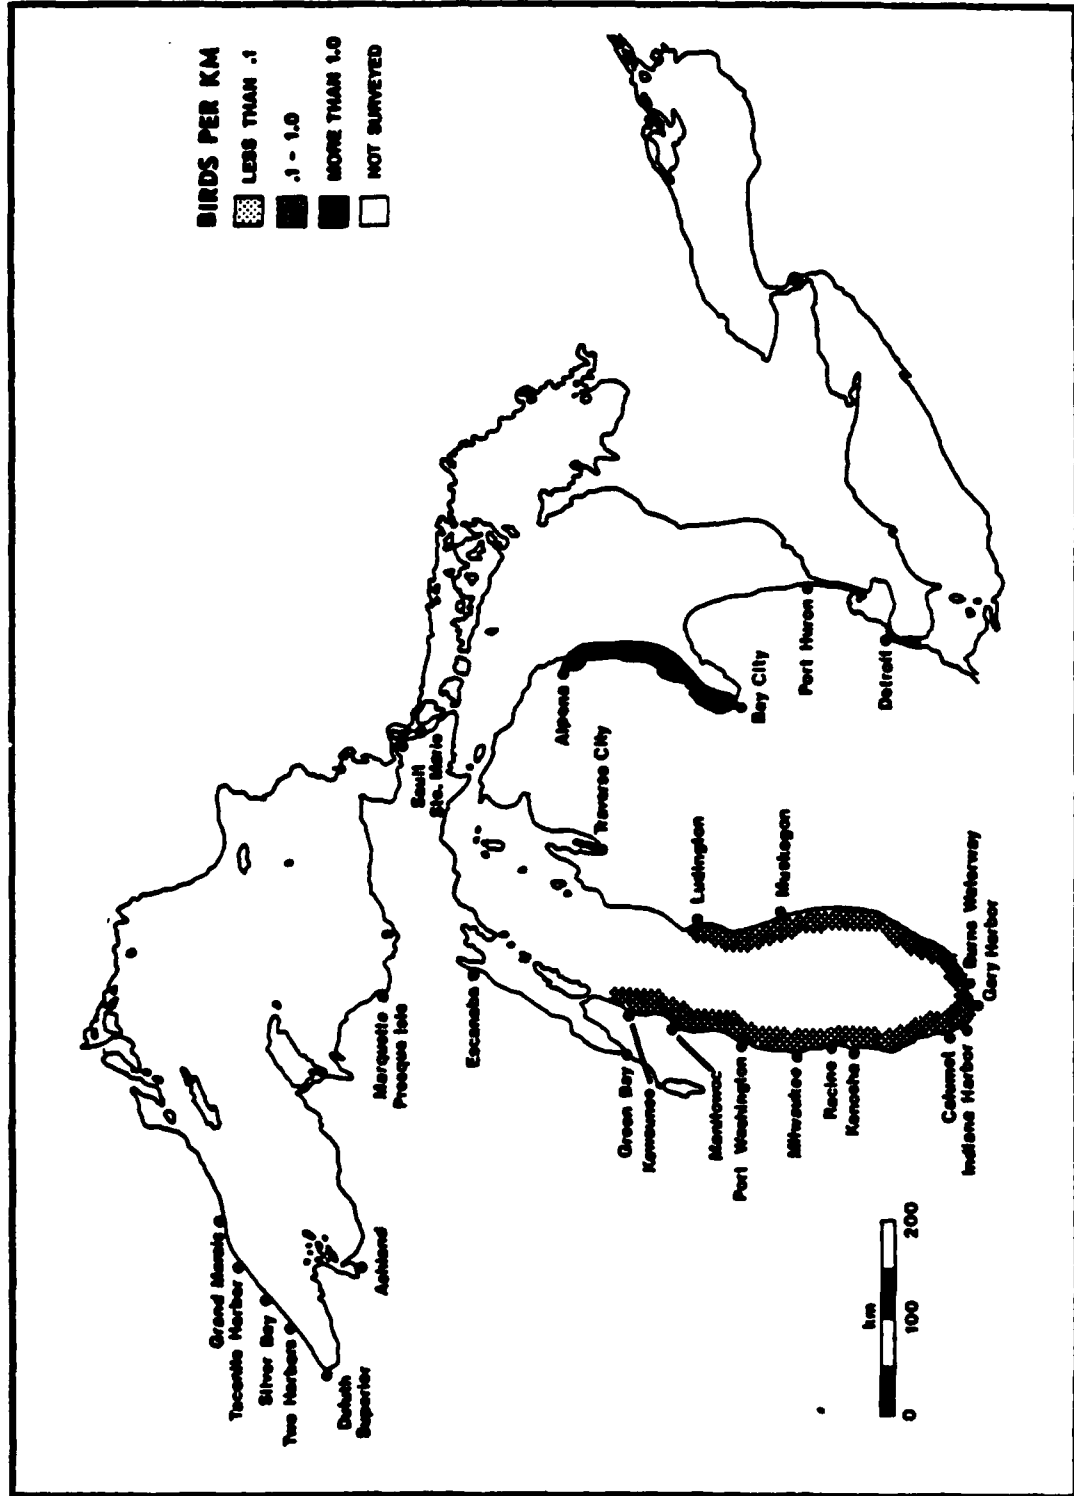 BIRDS PER KM
LESS THAN .1
.1 - 1.0
MORE THAN 1.0
NOT SURVEYED
Grand Marais
Taconite Harbor
Silver Bay
Two Harbors
Duluth
Superior
Ashland
Marquette
Presque Isle
Sault
Ste. Marie
Escanaba
Green Bay
Kewaunee
Manitowoc
Port Washington
Milwaukee
Racine
Kenosha
Calumet
Indiana Harbor
Gary Harbor
Burns Waterway
Muskegon
Ludington
Traverse City
Alpena
Bay City
Port Huron
Detroit
km
0 100 200